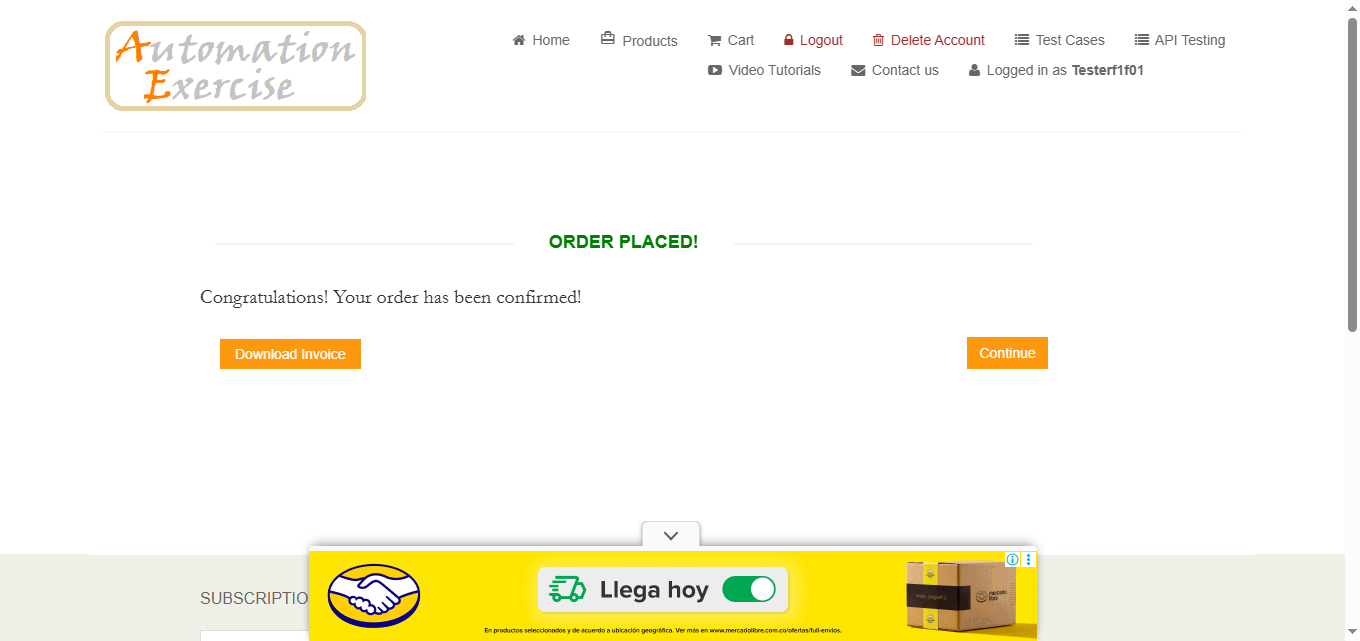 Automation
Exercise
Home
Products
Cart
Logout
Delete Account
Test Cases
API Testing
Video Tutorials
Contact us
Logged in as Testerf1f01
ORDER PLACED!
Congratulations! Your order has been confirmed!
Download Invoice
Continue
SUBSCRIPTIO
Llega hoy
mercado
libre
En productos seleccionados y de acuerdo a ubicación geográfica. Ver más en www.mercadolibre.com.co/ofertas/full-envios.